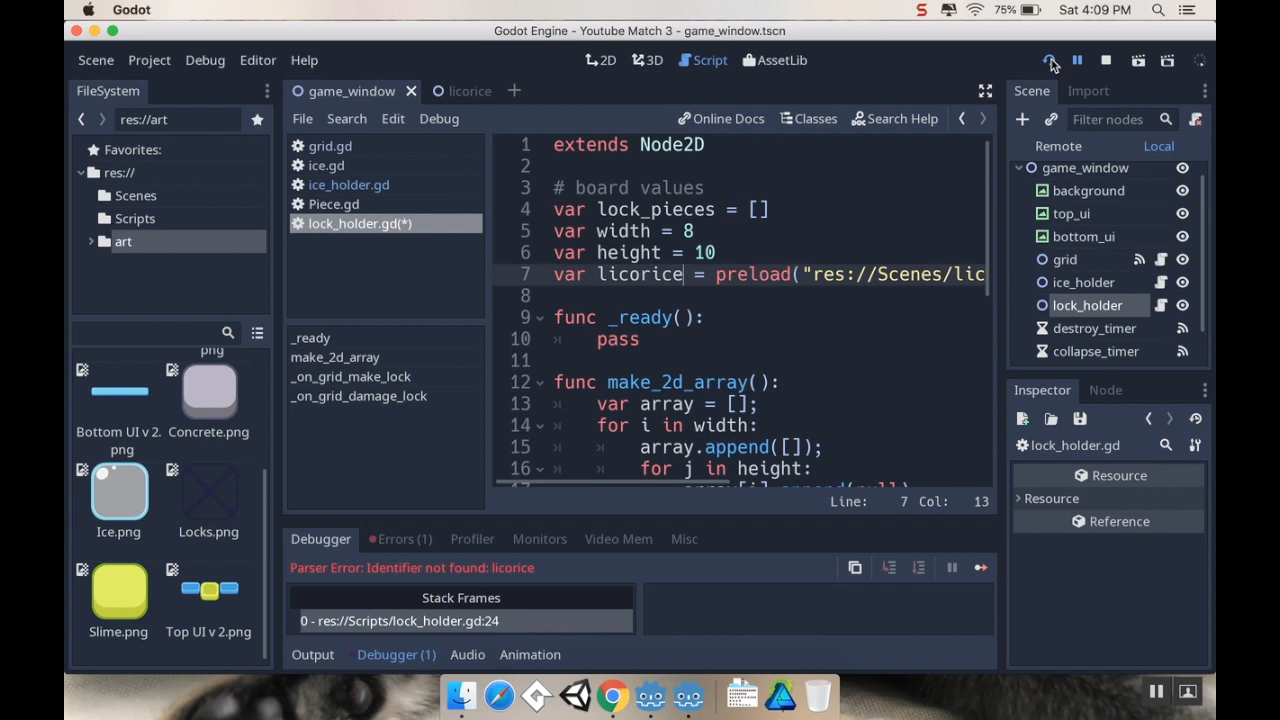 Godot
S
75%
Sat 4:09 PM
Godot Engine - Youtube Match 3 - game_window.tscn
Scene Project Debug Editor Help
2D 3D Script AssetLib
FileSystem
game_window
licorice
Scene Import
res://art
File Search Edit Debug
Online Docs Classes Search Help
Filter nodes
Favorites:
res://
Scenes
Scripts
art
grid.gd
ice.gd
ice_holder.gd
Piece.gd
lock_holder.gd(*)
_ready
make_2d_array
_on_grid_make_lock
_on_grid_damage_lock
1 extends Node2D
2
3 # board values
4 var lock_pieces = []
5 var width = 8
6 var height = 10
7 var licorice = preload("res://Scenes/lic
8
9 func _ready():
10 pass
11
12 func make_2d_array():
13 var array = [];
14 for i in width:
15 array.append([]);
16 for j in height:
17 array[i].append(null)
Line: 7 Col: 13
Remote Local
game_window
background
top_ui
bottom_ui
grid
ice_holder
lock_holder
destroy_timer
collapse_timer
Inspector Node
lock_holder.gd
Resource
Resource
Reference
png
Bottom UI v 2.
png
Concrete.png
Ice.png
Locks.png
Slime.png
Top UI v 2.png
Debugger Errors (1) Profiler Monitors Video Mem Misc
Parser Error: Identifier not found: licorice
Stack Frames
0 - res://Scripts/lock_holder.gd:24
Output Debugger (1) Audio Animation